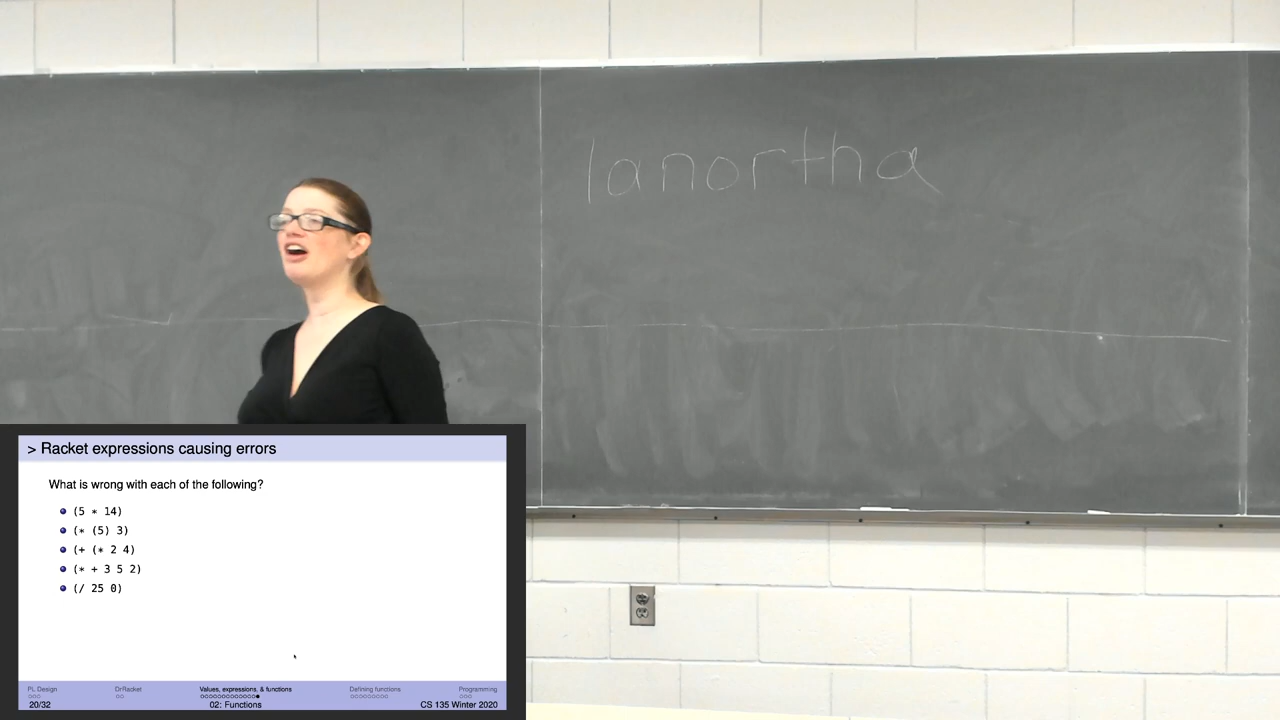 lanortha
> Racket expressions causing errors
What is wrong with each of the following?
(5 * 14)
(* (5) 3)
(+ (* 2 4)
(* + 3 5 2)
(/ 25 0)
PL Design
DrRacket
Values, expressions, & functions
Defining functions
Programming
20/32
02: Functions
CS 135 Winter 2020